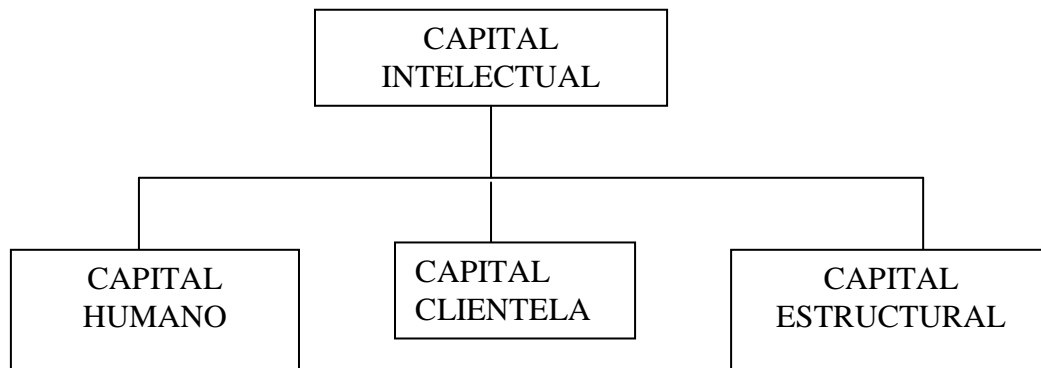 CAPITAL
INTELECTUAL
CAPITAL
HUMANO
CAPITAL
CLIENTELA
CAPITAL
ESTRUCTURAL